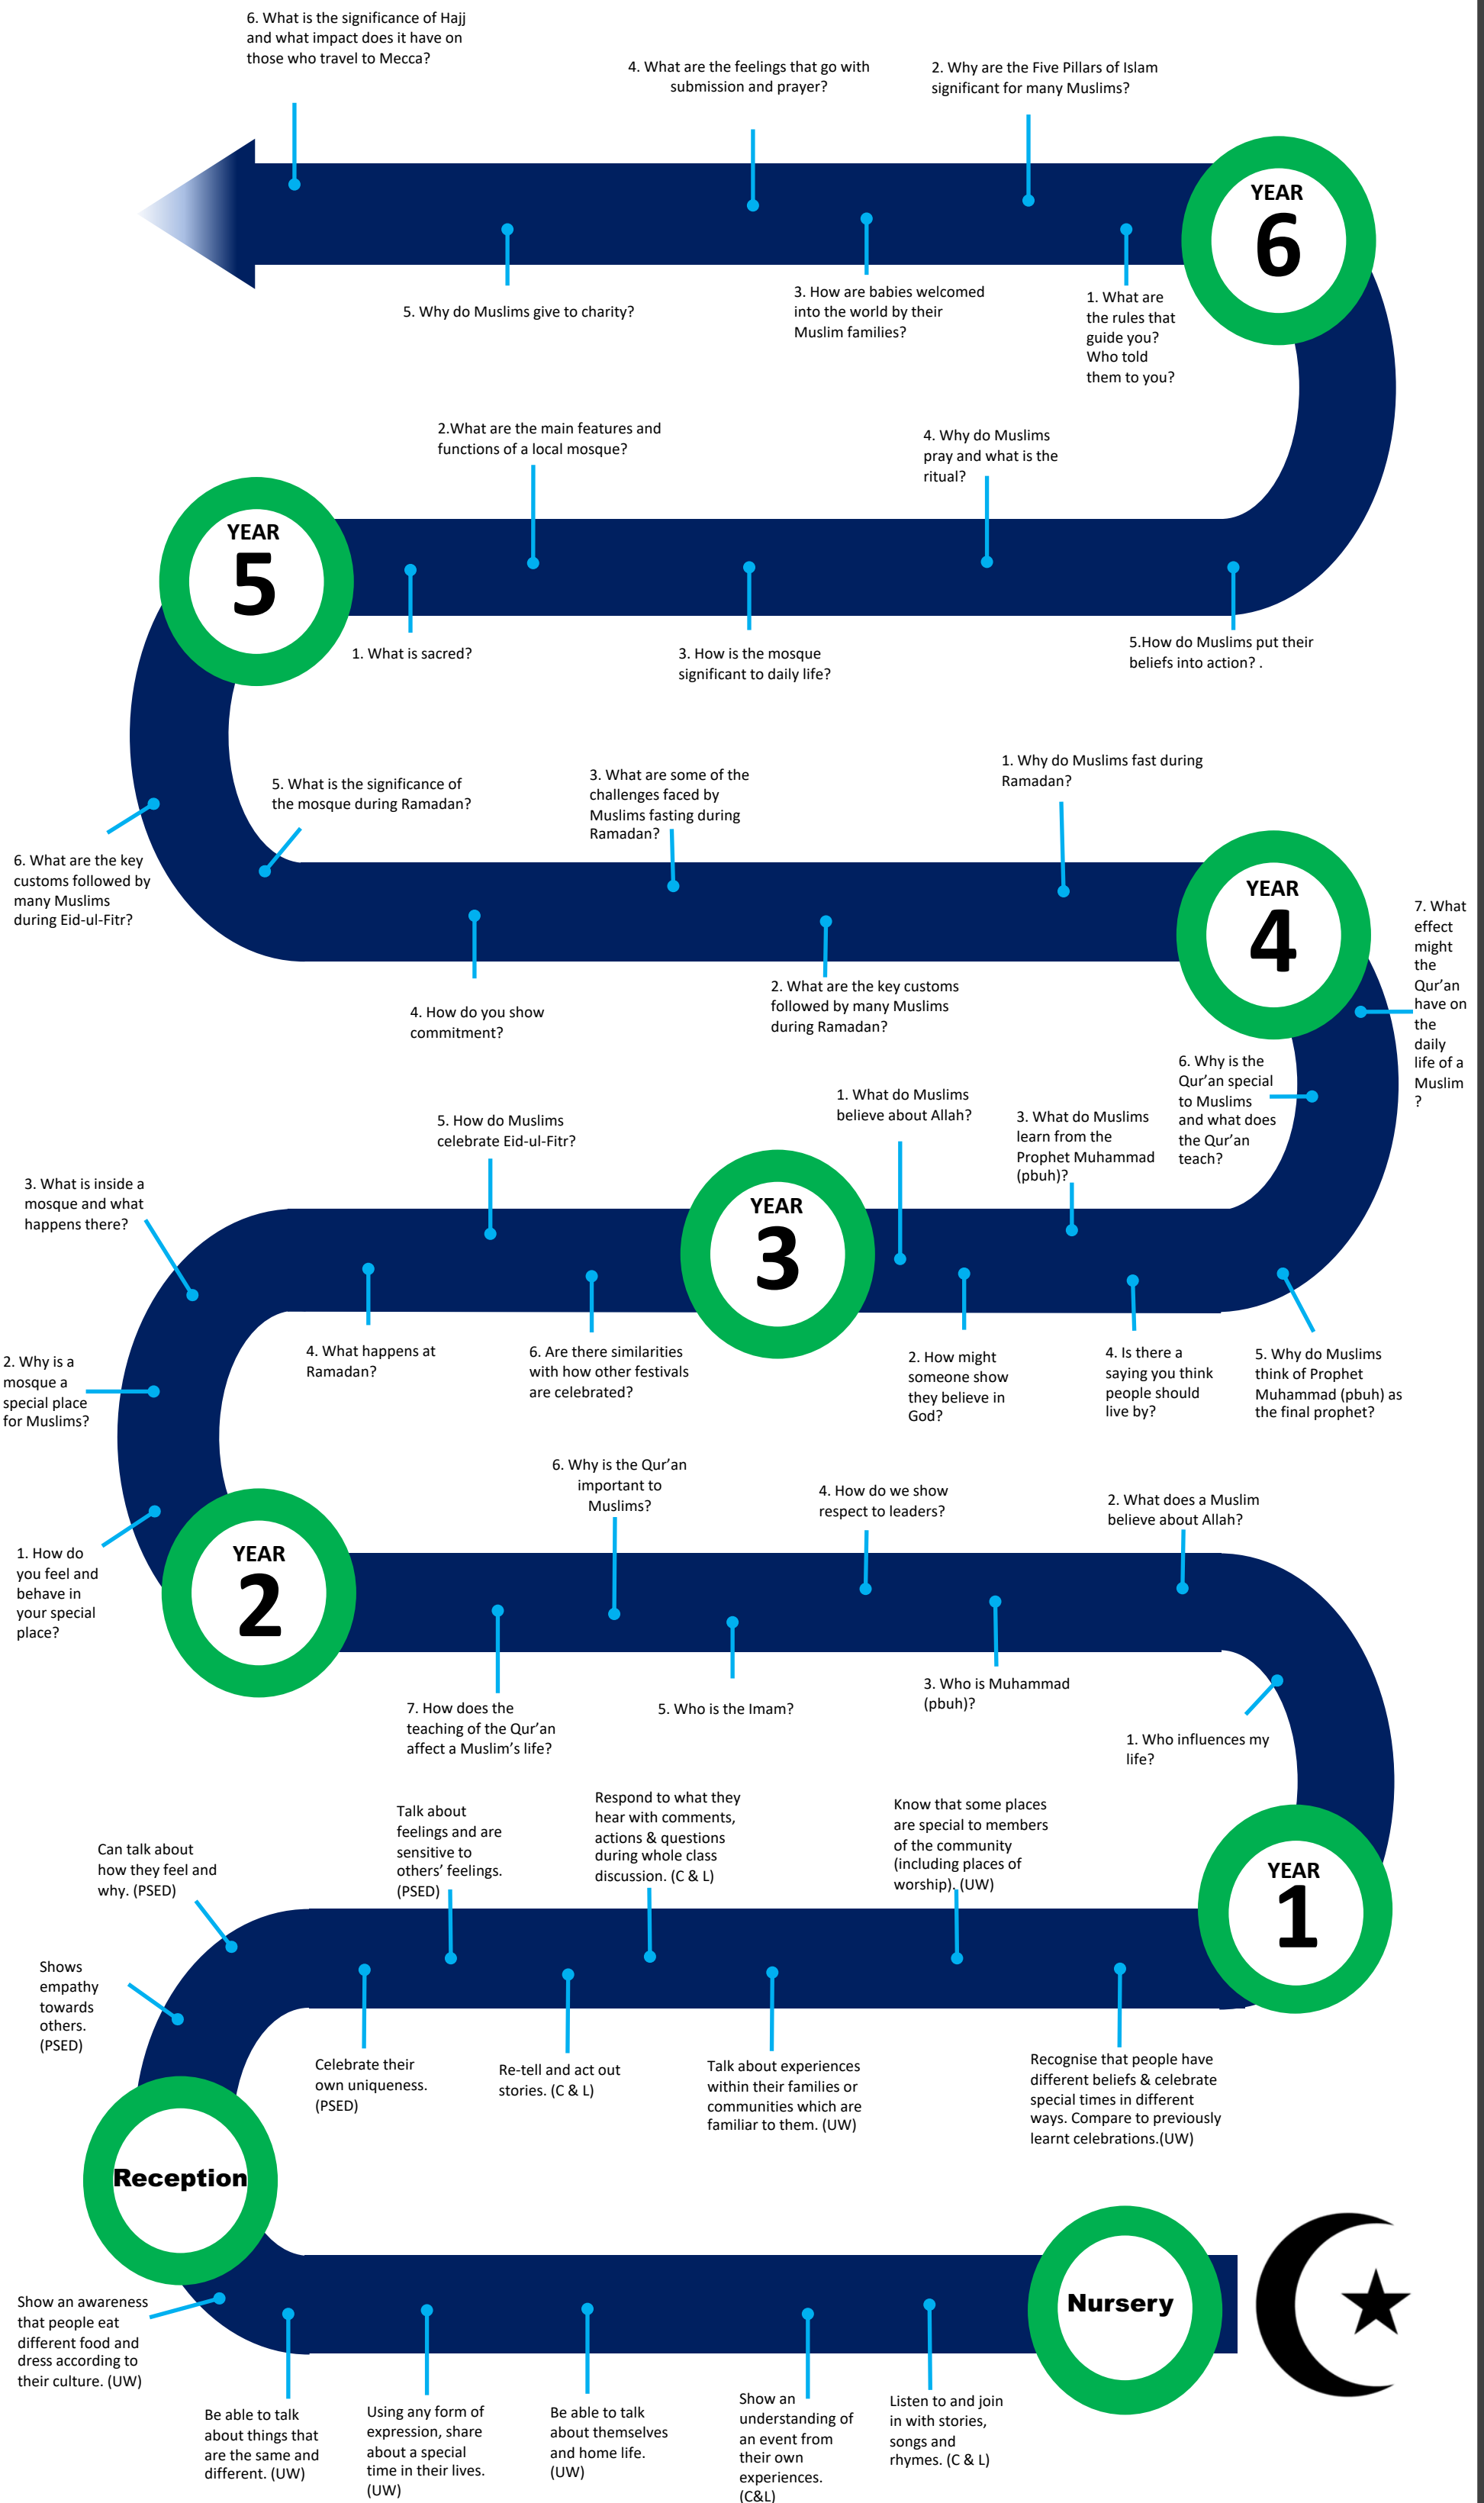 6. What is the significance of Hajj
and what impact does it have on
those who travel to Mecca?
4. What are the feelings that go with
submission and prayer?
2. Why are the Five Pillars of Islam
significant for many Muslims?
YEAR
6
5. Why do Muslims give to charity?
3. How are babies welcomed
into the world by their
Muslim families?
1. What are
the rules that
guide you?
Who told
them to you?
2.What are the main features and
functions of a local mosque?
4. Why do Muslims
pray and what is the
ritual?
YEAR
5
1. What is sacred?
3. How is the mosque
significant to daily life?
5.How do Muslims put their
beliefs into action? .
5. What is the significance of
the mosque during Ramadan?
3. What are some of the
challenges faced by
Muslims fasting during
Ramadan?
1. Why do Muslims fast during
Ramadan?
6. What are the key
customs followed by
many Muslims
during Eid-ul-Fitr?
YEAR
4
4. How do you show
commitment?
2. What are the key customs
followed by many Muslims
during Ramadan?
7. What
effect
might
the
Qur’an
have on
the
daily
life of a
Muslim
?
6. Why is the
Qur’an special
to Muslims
and what does
the Qur’an
teach?
5. How do Muslims
celebrate Eid-ul-Fitr?
1. What do Muslims
believe about Allah?
3. What do Muslims
learn from the
Prophet Muhammad
(pbuh)?
3. What is inside a
mosque and what
happens there?
YEAR
3
4. What happens at
Ramadan?
6. Are there similarities
with how other festivals
are celebrated?
2. How might
someone show
they believe in
God?
4. Is there a
saying you think
people should
live by?
5. Why do Muslims
think of Prophet
Muhammad (pbuh) as
the final prophet?
2. Why is a
mosque a
special place
for Muslims?
6. Why is the Qur’an
important to
Muslims?
4. How do we show
respect to leaders?
2. What does a Muslim
believe about Allah?
1. How do
you feel and
behave in
your special
place?
YEAR
2
7. How does the
teaching of the Qur’an
affect a Muslim’s life?
5. Who is the Imam?
3. Who is Muhammad
(pbuh)?
1. Who influences my
life?
Can talk about
how they feel and
why. (PSED)
Talk about
feelings and are
sensitive to
others’ feelings.
(PSED)
Respond to what they
hear with comments,
actions & questions
during whole class
discussion. (C & L)
Know that some places
are special to members
of the community
(including places of
worship). (UW)
YEAR
1
Shows
empathy
towards
others.
(PSED)
Celebrate their
own uniqueness.
(PSED)
Re-tell and act out
stories. (C & L)
Talk about experiences
within their families or
communities which are
familiar to them. (UW)
Recognise that people have
different beliefs & celebrate
special times in different
ways. Compare to previously
learnt celebrations.(UW)
Reception
Nursery
Show an awareness
that people eat
different food and
dress according to
their culture. (UW)
Be able to talk
about things that
are the same and
different. (UW)
Using any form of
expression, share
about a special
time in their lives.
(UW)
Be able to talk
about themselves
and home life.
(UW)
Show an
understanding of
an event from
their own
experiences.
(C&L)
Listen to and join
in with stories,
songs and
rhymes. (C & L)